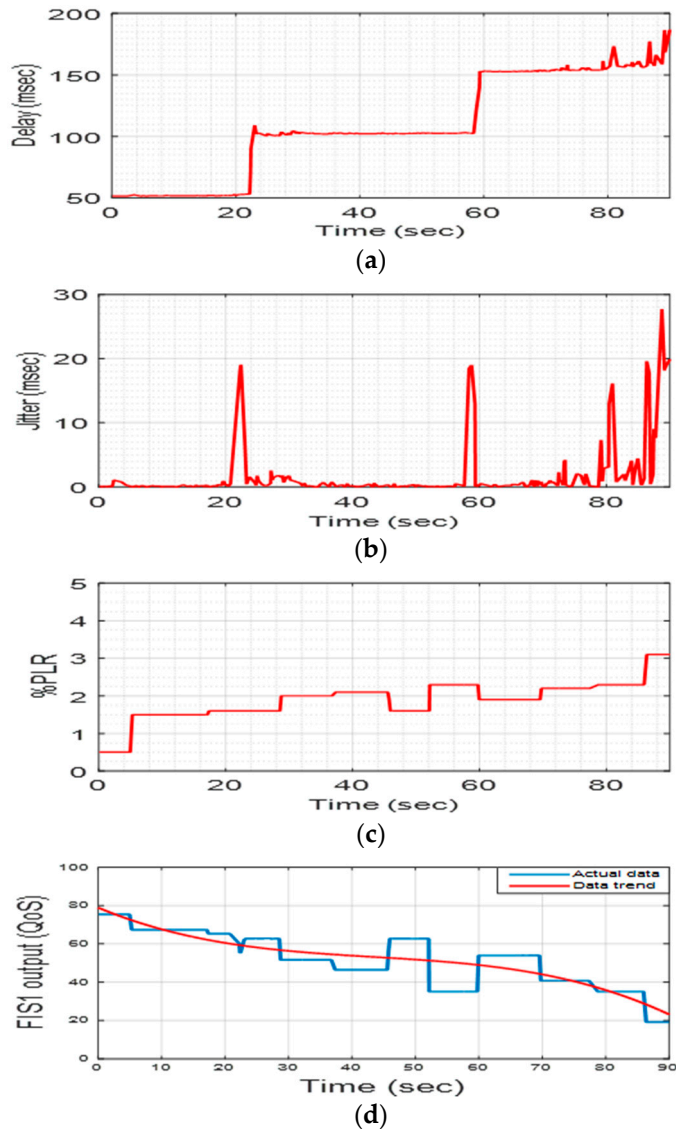 200
150
100
50
Delay (msec)
0 20 40 60 80
Time (sec)
(a)
30
20
10
0
Jitter (msec)
0 20 40 60 80
Time (sec)
(b)
5
4
3
2
1
0
%PLR
0 20 40 60 80
Time (sec)
(c)
100
80
60
40
20
0
FIS1 output (QoS)
Actual data
Data trend
0 10 20 30 40 50 60 70 80 90
Time (sec)
(d)